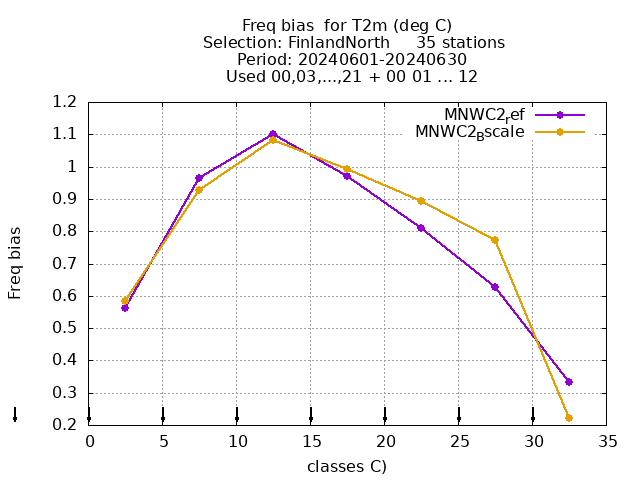 Freq bias  for T2m (deg C)
Selection: FinlandNorth     35 stations
Period: 20240601-20240630
Used 00,03,...,21 + 00 01 ... 12
MNWC2ref
MNWC2Bscale
1.2
1.1
1
0.9
0.8
0.7
0.6
0.5
0.4
0.3
0.2
Freq bias
0 5 10 15 20 25 30 35
classes C)